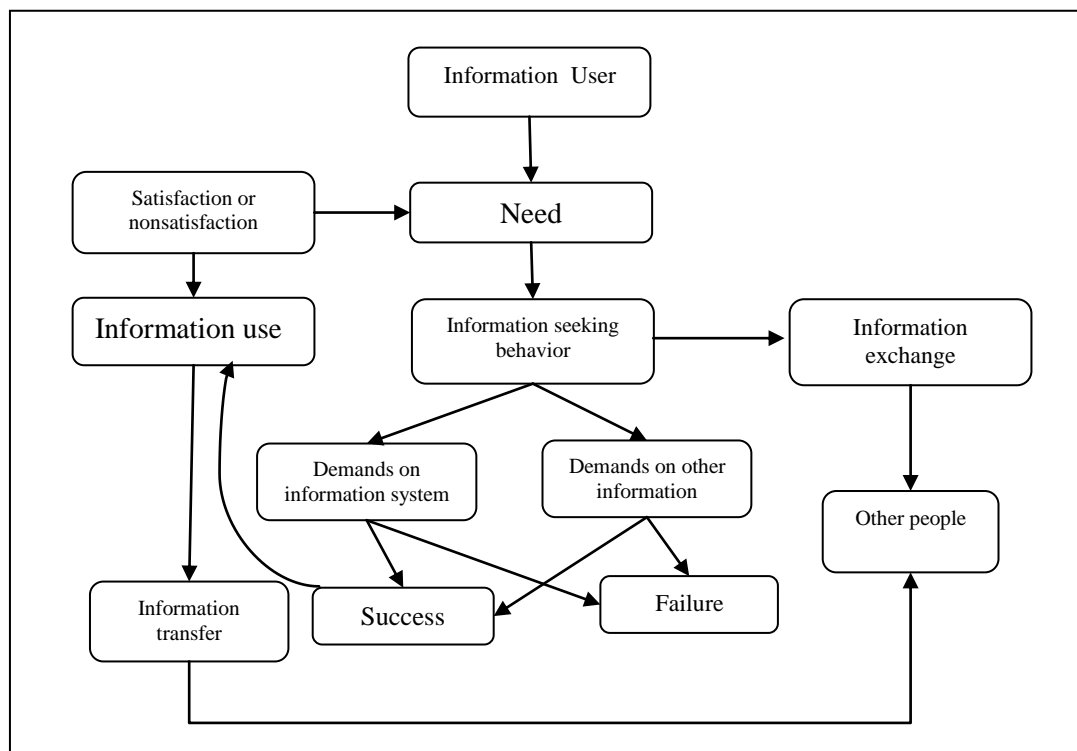 Information User
Satisfaction or
nonsatisfaction
Need
Information use
Information seeking
behavior
Information
exchange
Demands on
information system
Demands on other
information
Other people
Information
transfer
Success
Failure